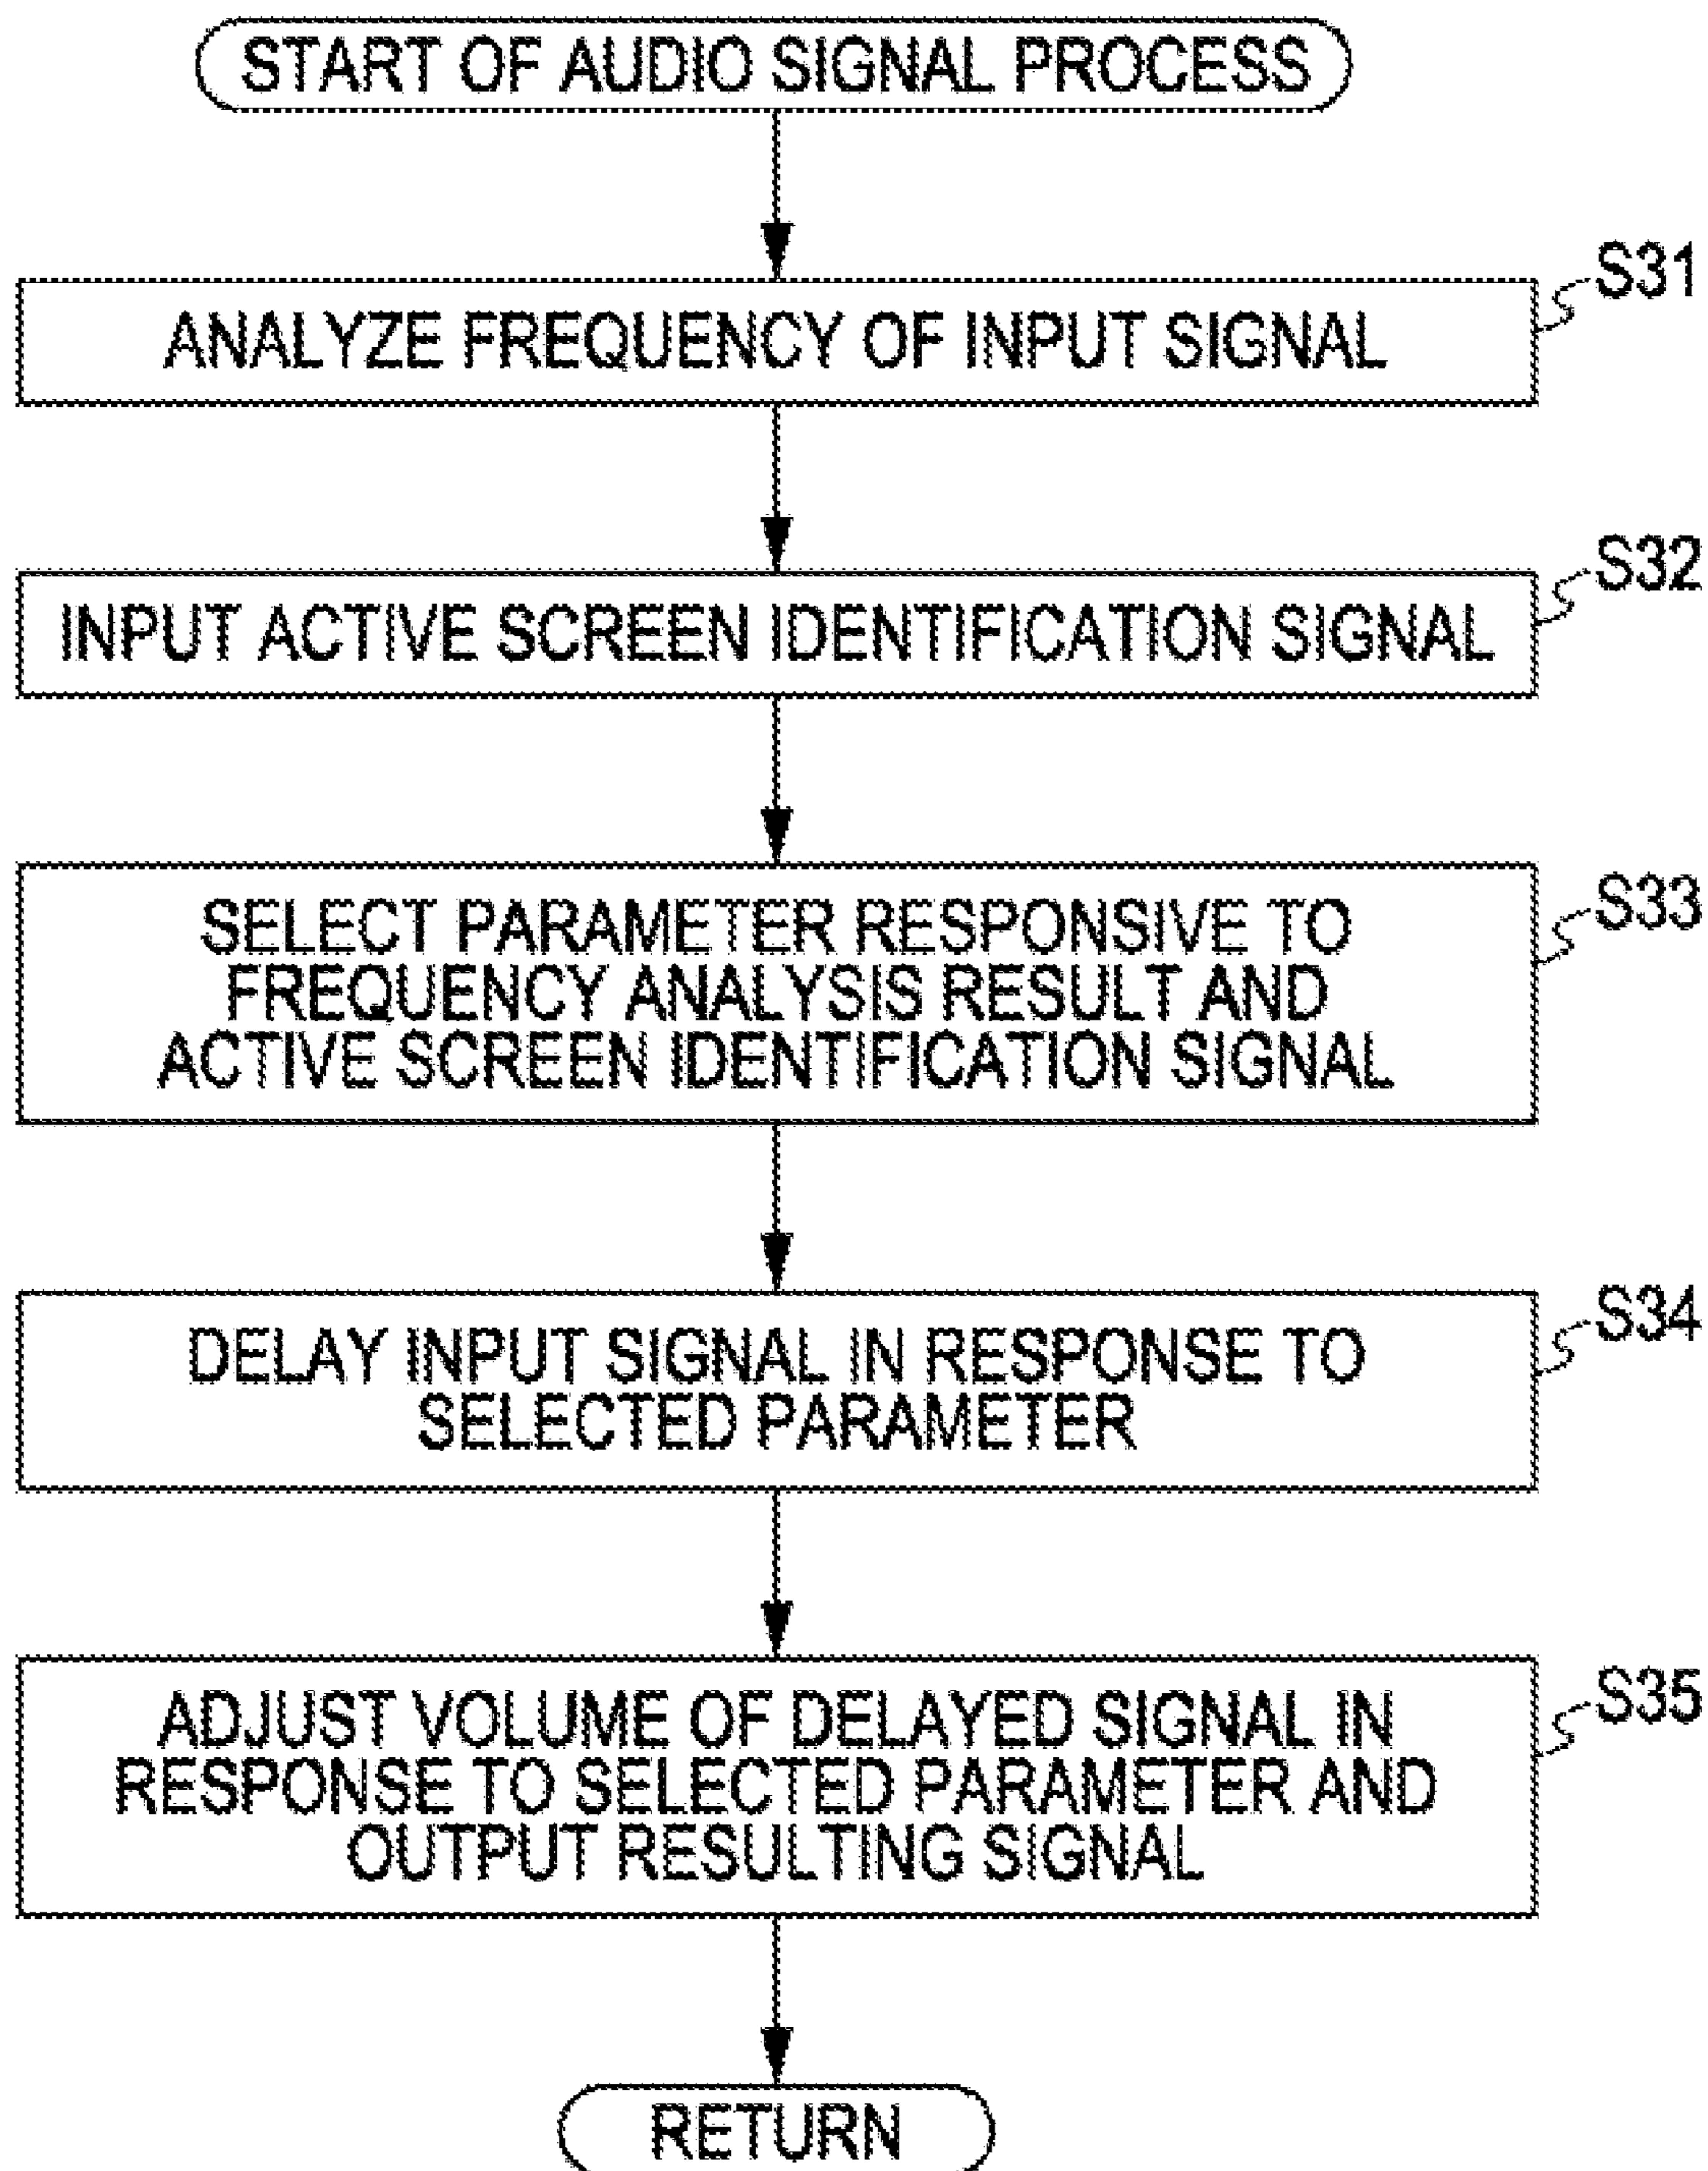 START OF AUDIO SIGNAL PROCESS
S31
ANALYZE FREQUENCY OF INPUT SIGNAL
S32
INPUT ACTIVE SCREEN IDENTIFICATION SIGNAL
S33
SELECT PARAMETER RESPONSIVE TO
FREQUENCY ANALYSIS RESULT AND
ACTIVE SCREEN IDENTIFICATION SIGNAL
S34
DELAY INPUT SIGNAL IN RESPONSE TO
SELECTED PARAMETER
S35
ADJUST VOLUME OF DELAYED SIGNAL IN
RESPONSE TO SELECTED PARAMETER AND
OUTPUT RESULTING SIGNAL
RETURN